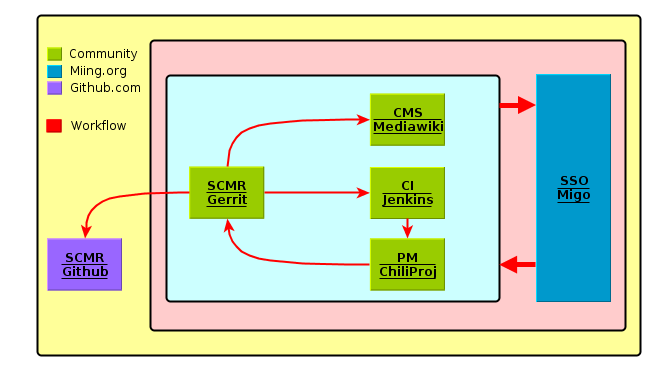 Community
Miing.org
Github.com
Workflow
CMS
Mediawiki
SCMR
Gerrit
CI
Jenkins
SSO
Migo
SCMR
Github
PM
ChiliProj